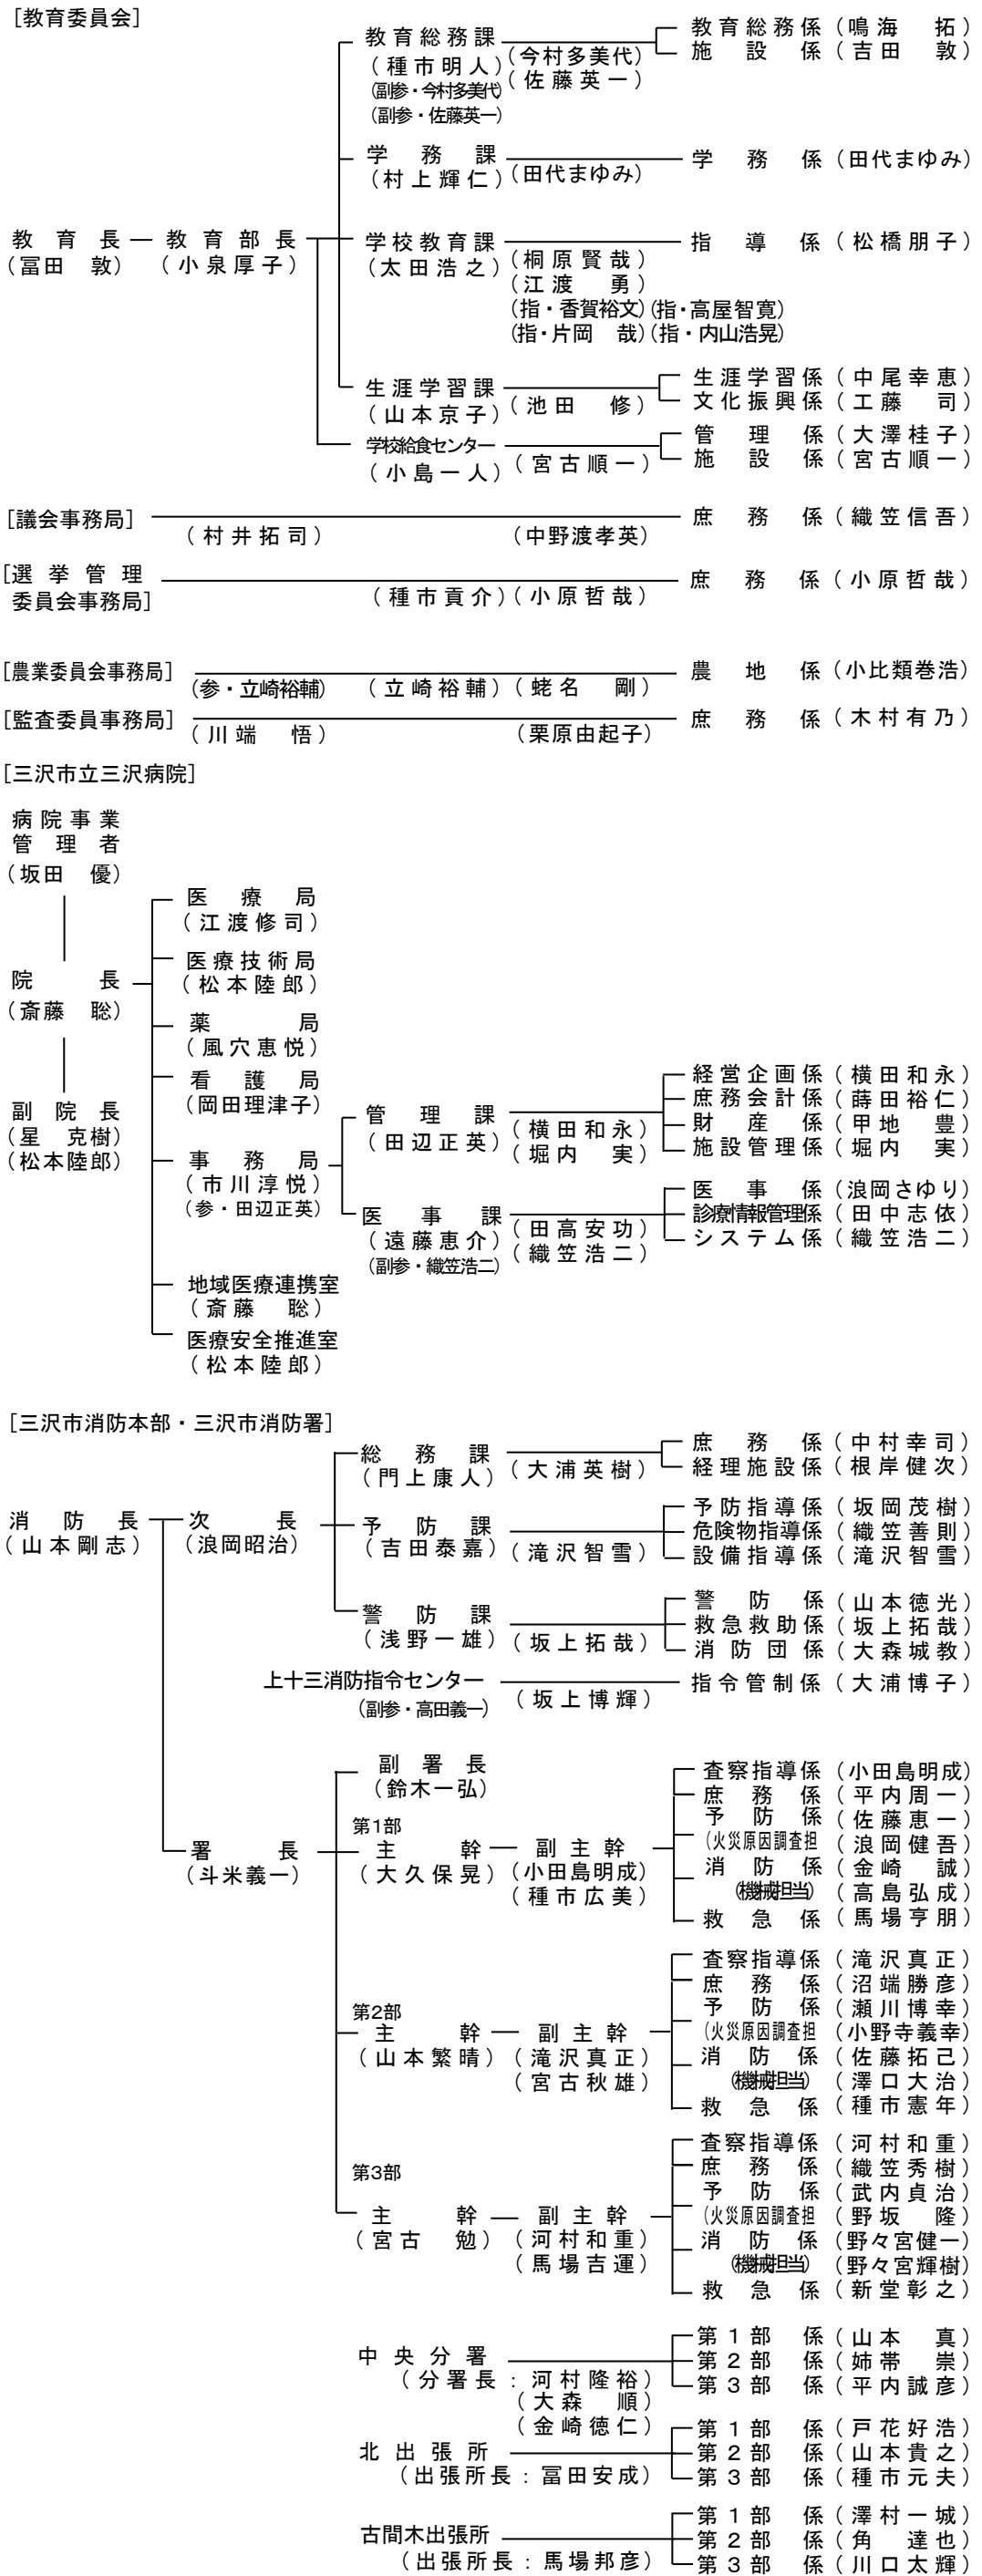 [教育委員会]
教育総務課
(種市明人)
(副参・今村多美代)
(副参・佐藤英一)
(今村多美代)
(佐藤英一)
教育総務係(鳴海　拓)
施設係(吉田　敦)
学務課
(村上輝仁)
(田代まゆみ)
学務係(田代まゆみ)
教育長
(冨田　敦)
教育部長
(小泉厚子)
学校教育課
(太田浩之)
(桐原賢哉)
(江渡　勇)
(指・香賀裕文)(指・高屋智寛)
(指・片岡　哉)(指・内山浩晃)
指導係(松橋朋子)
生涯学習課
(山本京子)
(池田　修)
生涯学習係(中尾幸恵)
文化振興係(工藤　司)
学校給食センター
(小島一人)
(宮古順一)
管理係(大澤桂子)
施設係(宮古順一)
[議会事務局]
(村井拓司)
(中野渡孝英)
庶務係(織笠信吾)
[選挙管理
委員会事務局]
(種市貢介)(小原哲哉)
庶務係(小原哲哉)
[農業委員会事務局]
(参・立崎裕輔)
(立崎裕輔)(蛯名　剛)
農地係(小比類巻浩)
[監査委員事務局]
(川端　悟)
(栗原由起子)
庶務係(木村有乃)
[三沢市立三沢病院]
病院事業
管理者
(坂田　優)
院長
(斎藤　聡)
副院長
(星　克樹)
(松本陸郎)
医療局
(江渡修司)
医療技術局
(松本陸郎)
薬局
(風穴恵悦)
看護局
(岡田理津子)
事務局
(市川淳悦)
(参・田辺正英)
管理課
(田辺正英)
(横田和永)
(堀内　実)
経営企画係(横田和永)
庶務会計係(蒔田裕仁)
財産係(甲地　豊)
施設管理係(堀内　実)
医事課
(遠藤恵介)
(副参・織笠浩二)
(田高安功)
(織笠浩二)
医事係(浪岡さゆり)
診療情報管理係(田中志依)
システム係(織笠浩二)
地域医療連携室
(斎藤　聡)
医療安全推進室
(松本陸郎)
[三沢市消防本部・三沢市消防署]
消防長
(山本剛志)
次長
(浪岡昭治)
総務課
(門上康人)
(大浦英樹)
庶務係(中村幸司)
経理施設係(根岸健次)
予防課
(吉田泰嘉)
(滝沢智雪)
予防指導係(坂岡茂樹)
危険物指導係(織笠善則)
設備指導係(滝沢智雪)
警防課
(浅野一雄)
(坂上拓哉)
警防係(山本徳光)
救急救助係(坂上拓哉)
消防団係(大森城教)
上十三消防指令センター
(副参・高田義一)
(坂上博輝)
指令管制係(大浦博子)
署長
(斗米義一)
副署長
(鈴木一弘)
第1部
主幹
(大久保晃)
副主幹
(小田島明成)
(種市広美)
査察指導係(小田島明成)
庶務係(平内周一)
予防係(佐藤恵一)
(火災原因調査担(浪岡健吾)
消防係(金崎　誠)
(機械担当)(高島弘成)
救急係(馬場亨朋)
第2部
主幹
(山本繁晴)
副主幹
(滝沢真正)
(宮古秋雄)
査察指導係(滝沢真正)
庶務係(沼端勝彦)
予防係(瀬川博幸)
(火災原因調査担(小野寺義幸)
消防係(佐藤拓己)
(機械担当)(澤口大治)
救急係(種市憲年)
第3部
主幹
(宮古　勉)
副主幹
(河村和重)
(馬場吉運)
査察指導係(河村和重)
庶務係(織笠秀樹)
予防係(武内貞治)
(火災原因調査担(野坂　隆)
消防係(野々宮健一)
(機械担当)(野々宮輝樹)
救急係(新堂彰之)
中央分署
(分署長:河村隆裕)
(大森　順)
(金崎徳仁)
第1部　係(山本　真)
第2部　係(姉帯　崇)
第3部　係(平内誠彦)
北出張所
(出張所長:冨田安成)
第1部　係(戸花好浩)
第2部　係(山本貴之)
第3部　係(種市元夫)
古間木出張所
(出張所長:馬場邦彦)
第1部　係(澤村一城)
第2部　係(角　達也)
第3部　係(川口太輝)